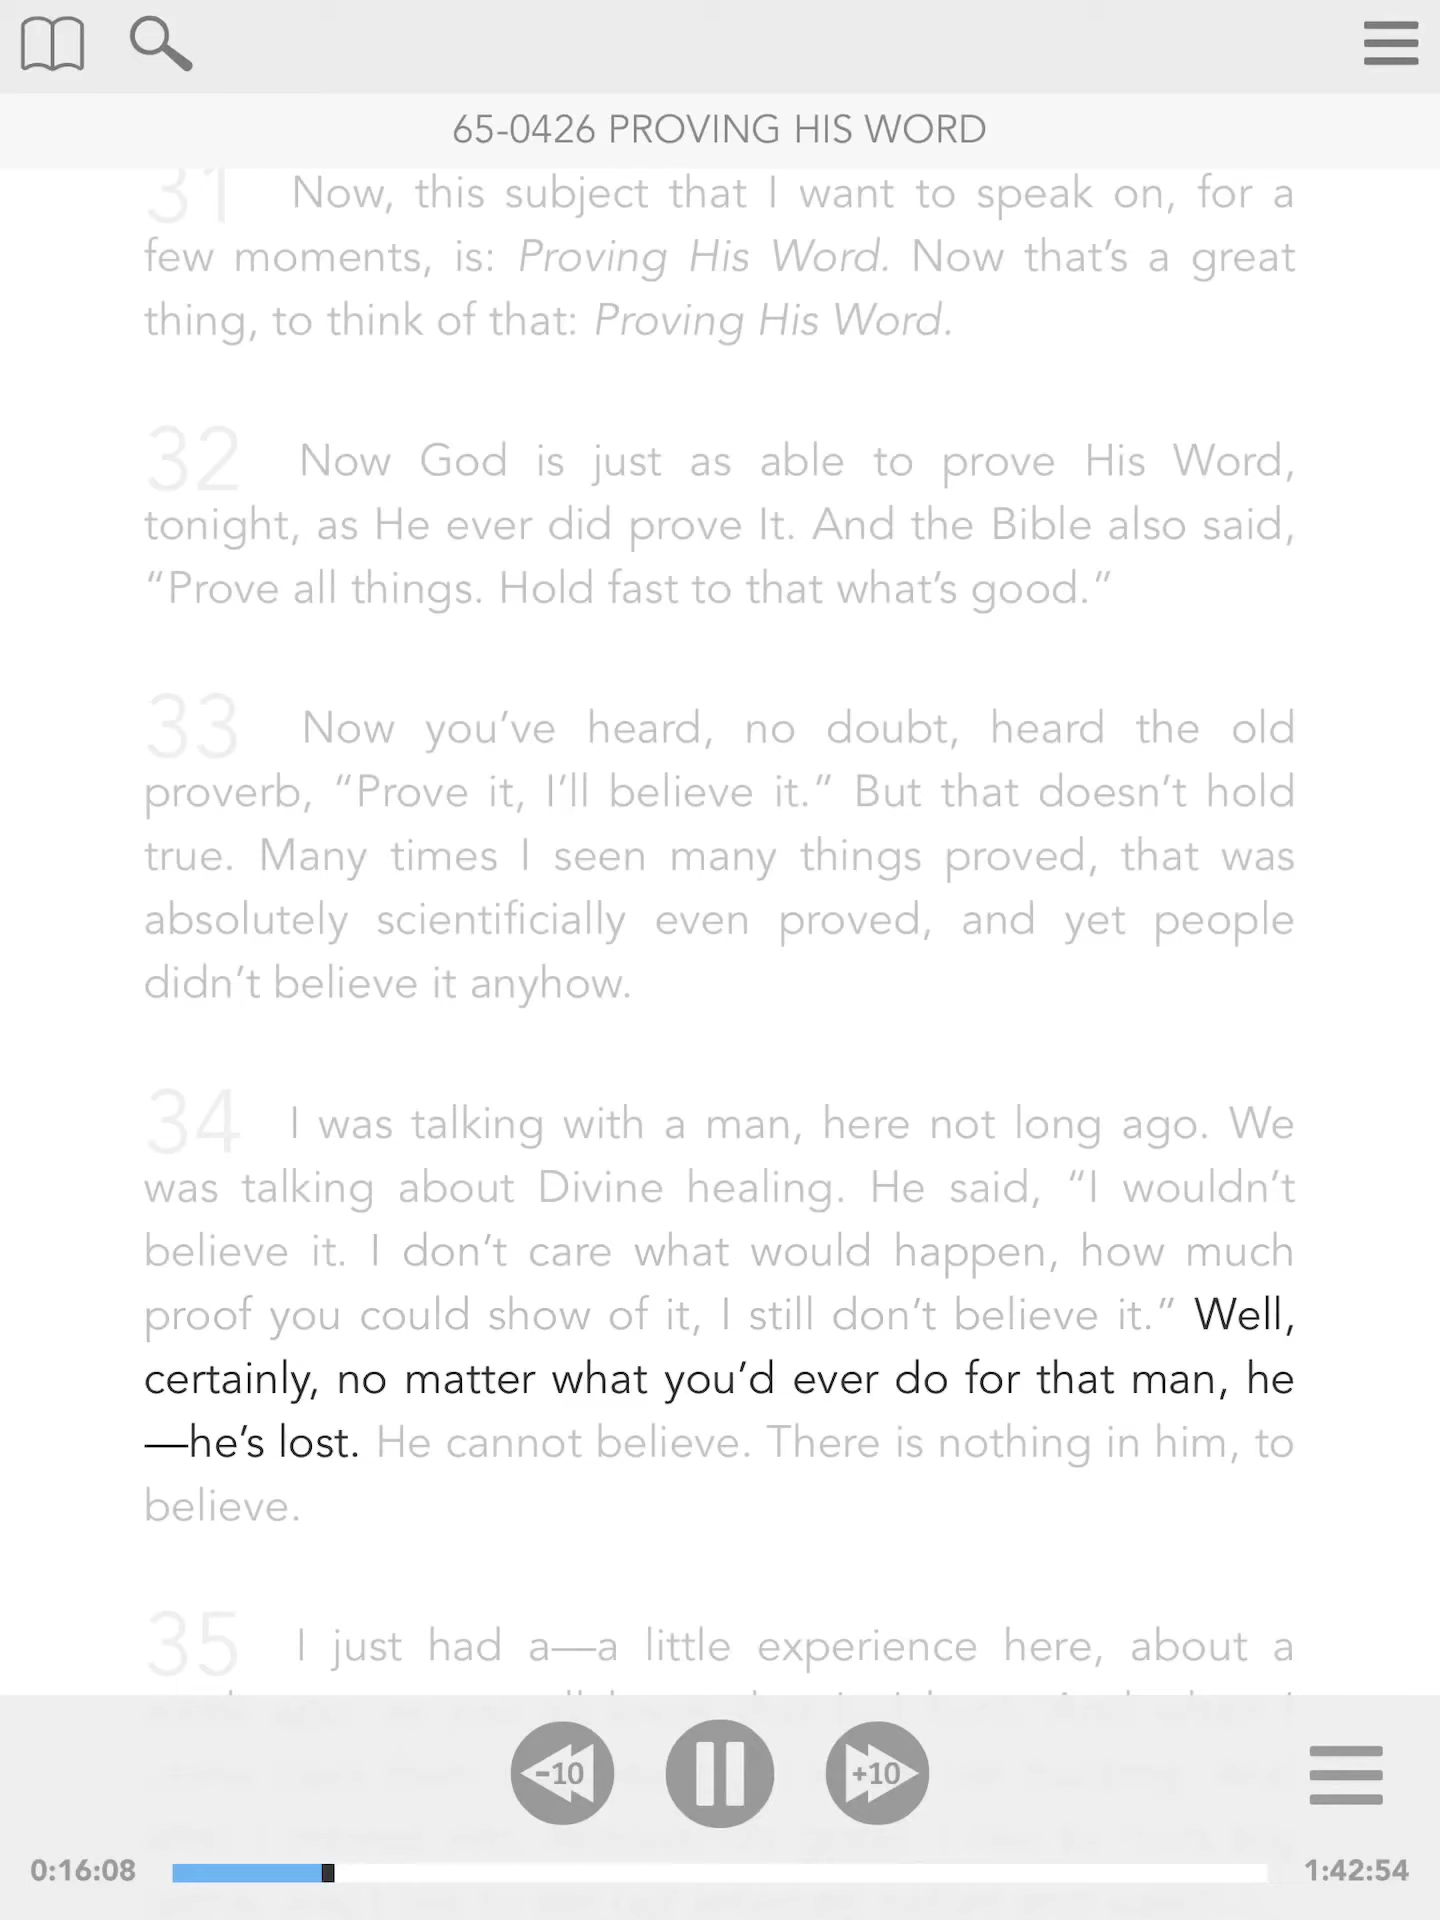 65-0426 PROVING HIS WORD
31 Now, this subject that I want to speak on, for a
few moments, is: Proving His Word. Now that’s a great
thing, to think of that: Proving His Word.
32 Now God is just as able to prove His Word,
tonight, as He ever did prove It. And the Bible also said,
“Prove all things. Hold fast to that what’s good.”
33 Now you’ve heard, no doubt, heard the old
proverb, “Prove it, I’ll believe it.” But that doesn’t hold
true. Many times I seen many things proved, that was
absolutely scientificially even proved, and yet people
didn’t believe it anyhow.
34 I was talking with a man, here not long ago. We
was talking about Divine healing. He said, “I wouldn’t
believe it. I don’t care what would happen, how much
proof you could show of it, I still don’t believe it.” Well,
certainly, no matter what you’d ever do for that man, he
—he’s lost. He cannot believe. There is nothing in him, to
believe.
35 I just had a—a little experience here, about a
-10 +10
0:16:08 1:42:54